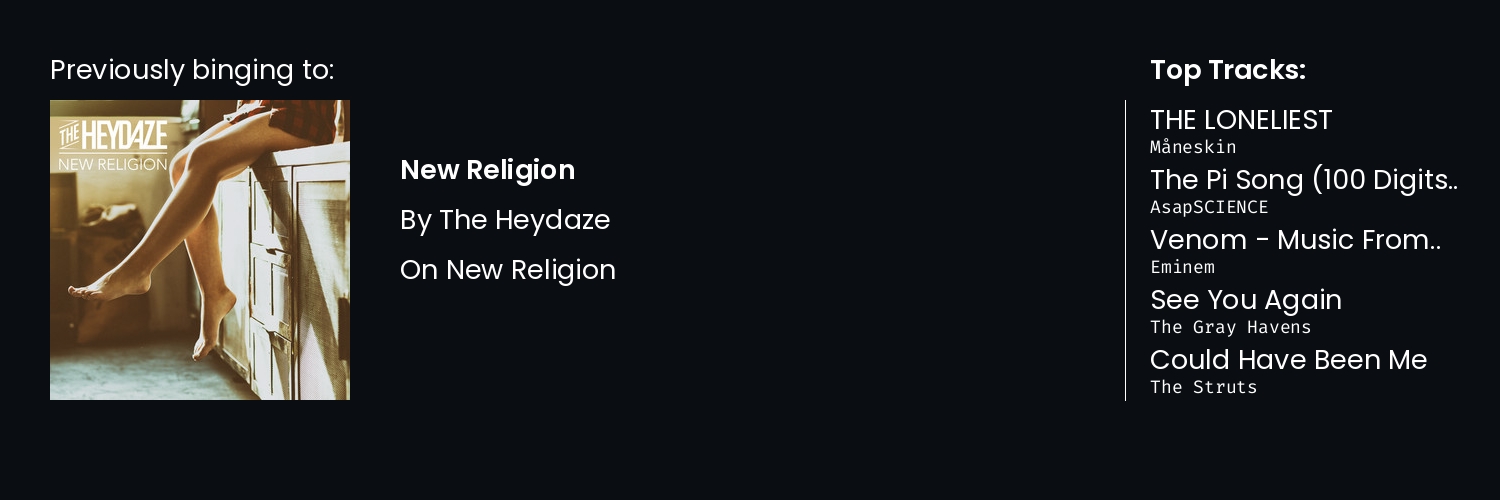 Previously binging to:
THE HEYDAZE
NEW RELIGION
New Religion
By The Heydaze
On New Religion
Top Tracks:
THE LONELIEST
Måneskin
The Pi Song (100 Digits..
AsapSCIENCE
Venom - Music From..
Eminem
See You Again
The Gray Havens
Could Have Been Me
The Struts